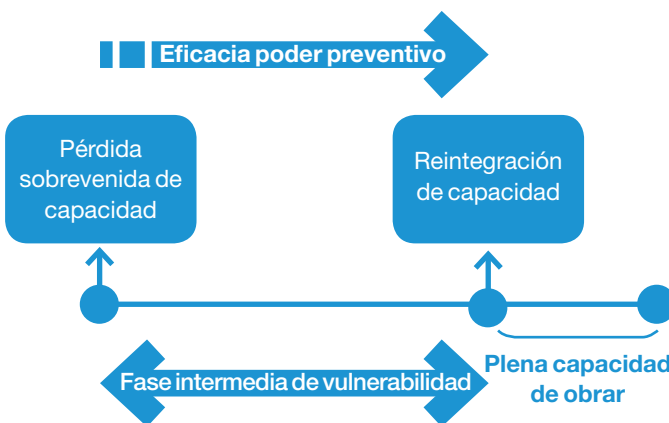 Eficacia poder preventivo
Pérdida
sobrevenida de
capacidad
Reintegración
de capacidad
Fase intermedia de vulnerabilidad
Plena capacidad
de obrar